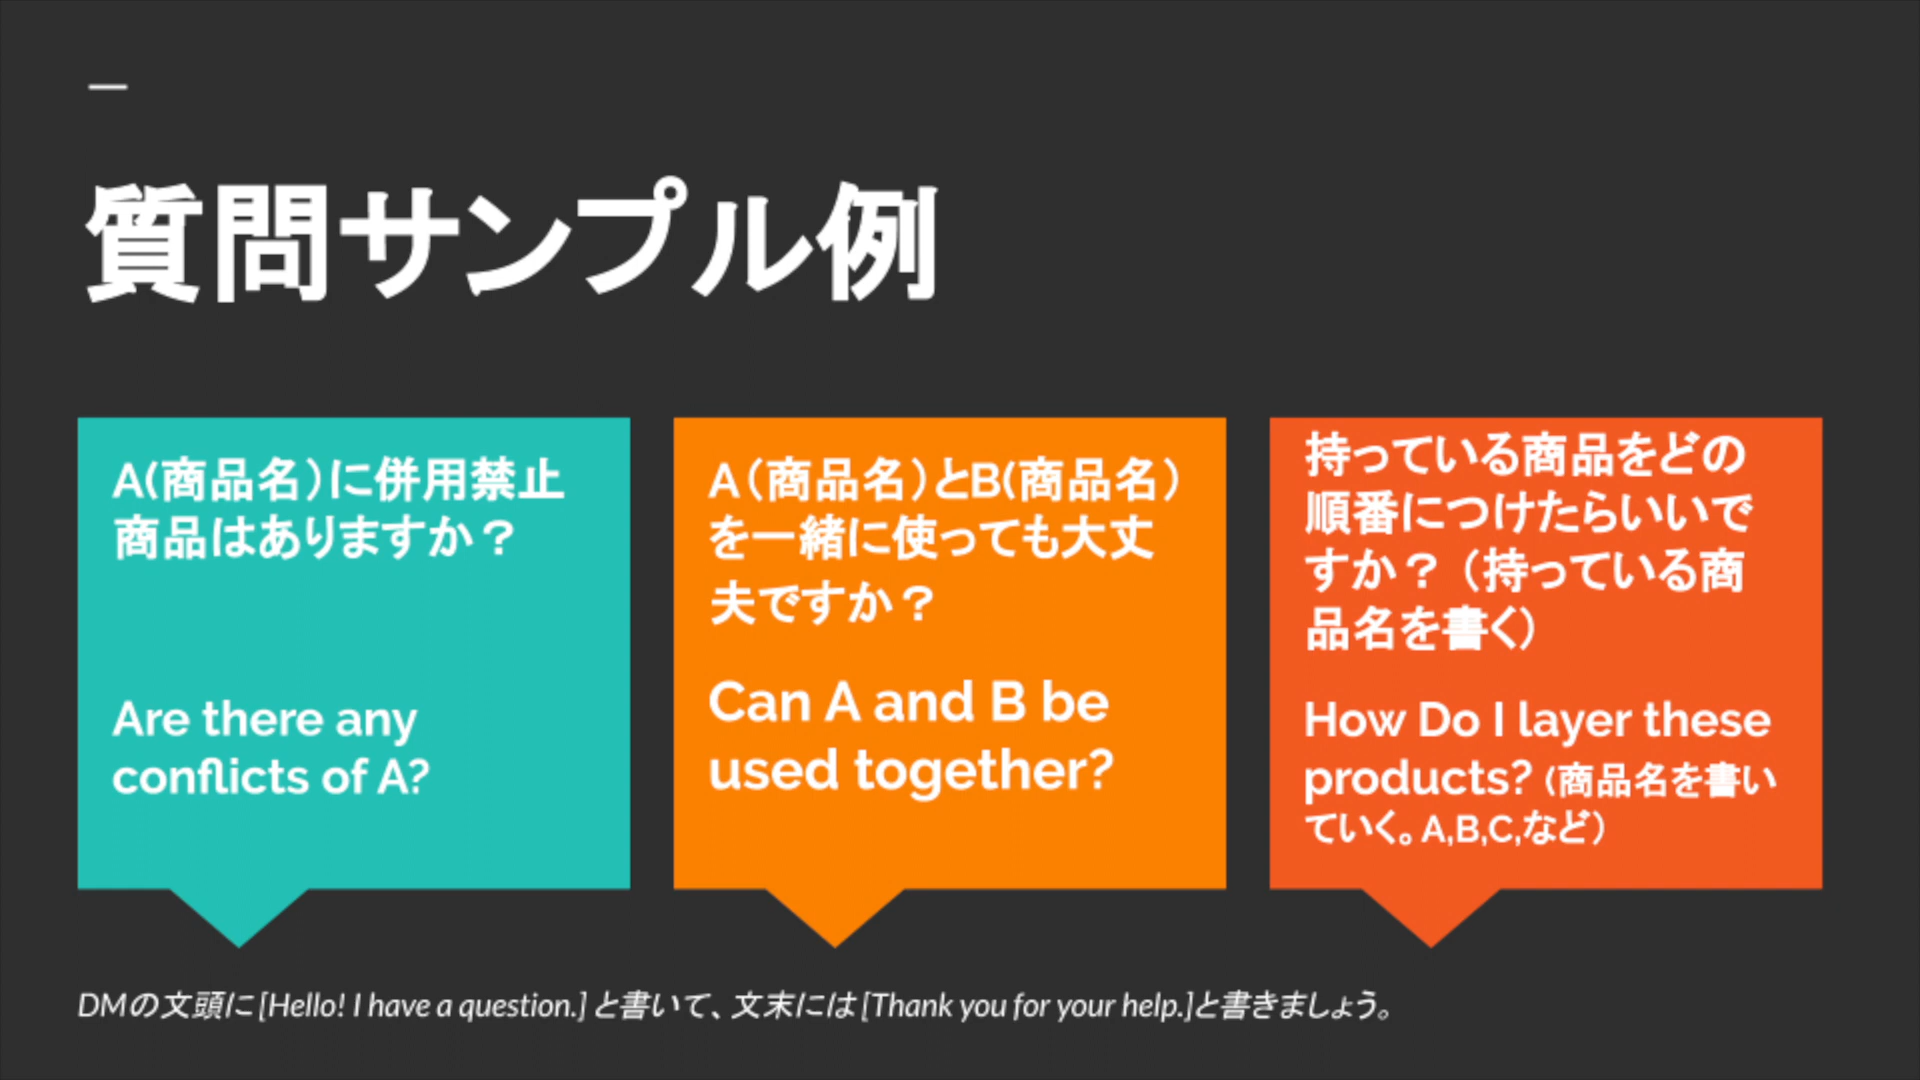 質問サンプル例
A(商品名）に併用禁止
商品はありますか？
Are there any
conflicts of A?
A（商品名）とB(商品名）
を一緒に使っても大丈
夫ですか？
Can A and B be
used together?
持っている商品をどの
順番につけたらいいで
すか？（持っている商
品名を書く）
How Do I layer these
products? (商品名を書い
ていく。A,B,C,など）
DMの文頭に[Hello! I have a question.] と書いて、文末には[Thank you for your help.]と書きましょう。